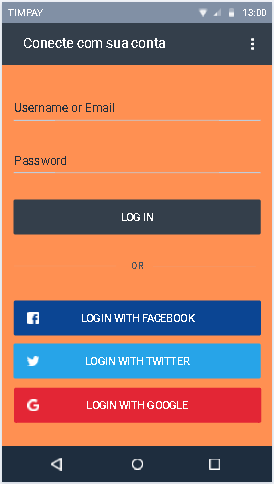 TIMPAY 13:00
Conecte com sua conta
Username or Email
Password
LOG IN
OR
LOGIN WITH FACEBOOK
LOGIN WITH TWITTER
LOGIN WITH GOOGLE